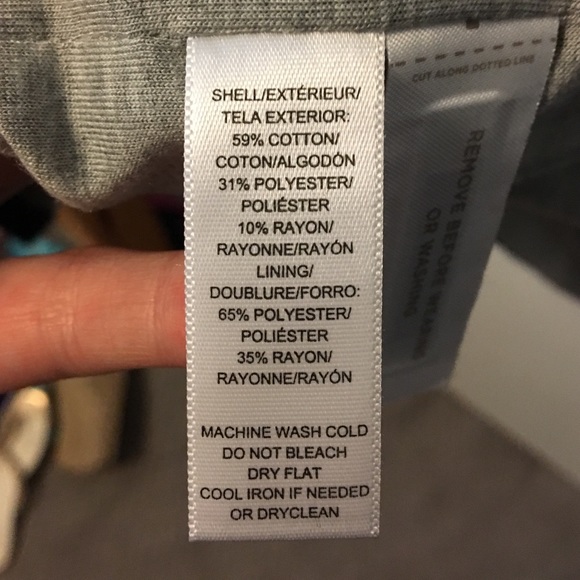 SHELL/EXTÉRIEUR/
TELA EXTERIOR:
59% COTTON/
COTON/ALGODÓN
31% POLYESTER/
POLIÉSTER
10% RAYON/
RAYONNE/RAYÓN
LINING/
DOUBLURE/FORRO:
65% POLYESTER/
POLIÉSTER
35% RAYON/
RAYONNE/RAYÓN
MACHINE WASH COLD
DO NOT BLEACH
DRY FLAT
COOL IRON IF NEEDED
OR DRYCLEAN
CUT ALONG DOTTED LINE
REMOVE BEFORE WEARING
OR WASHING